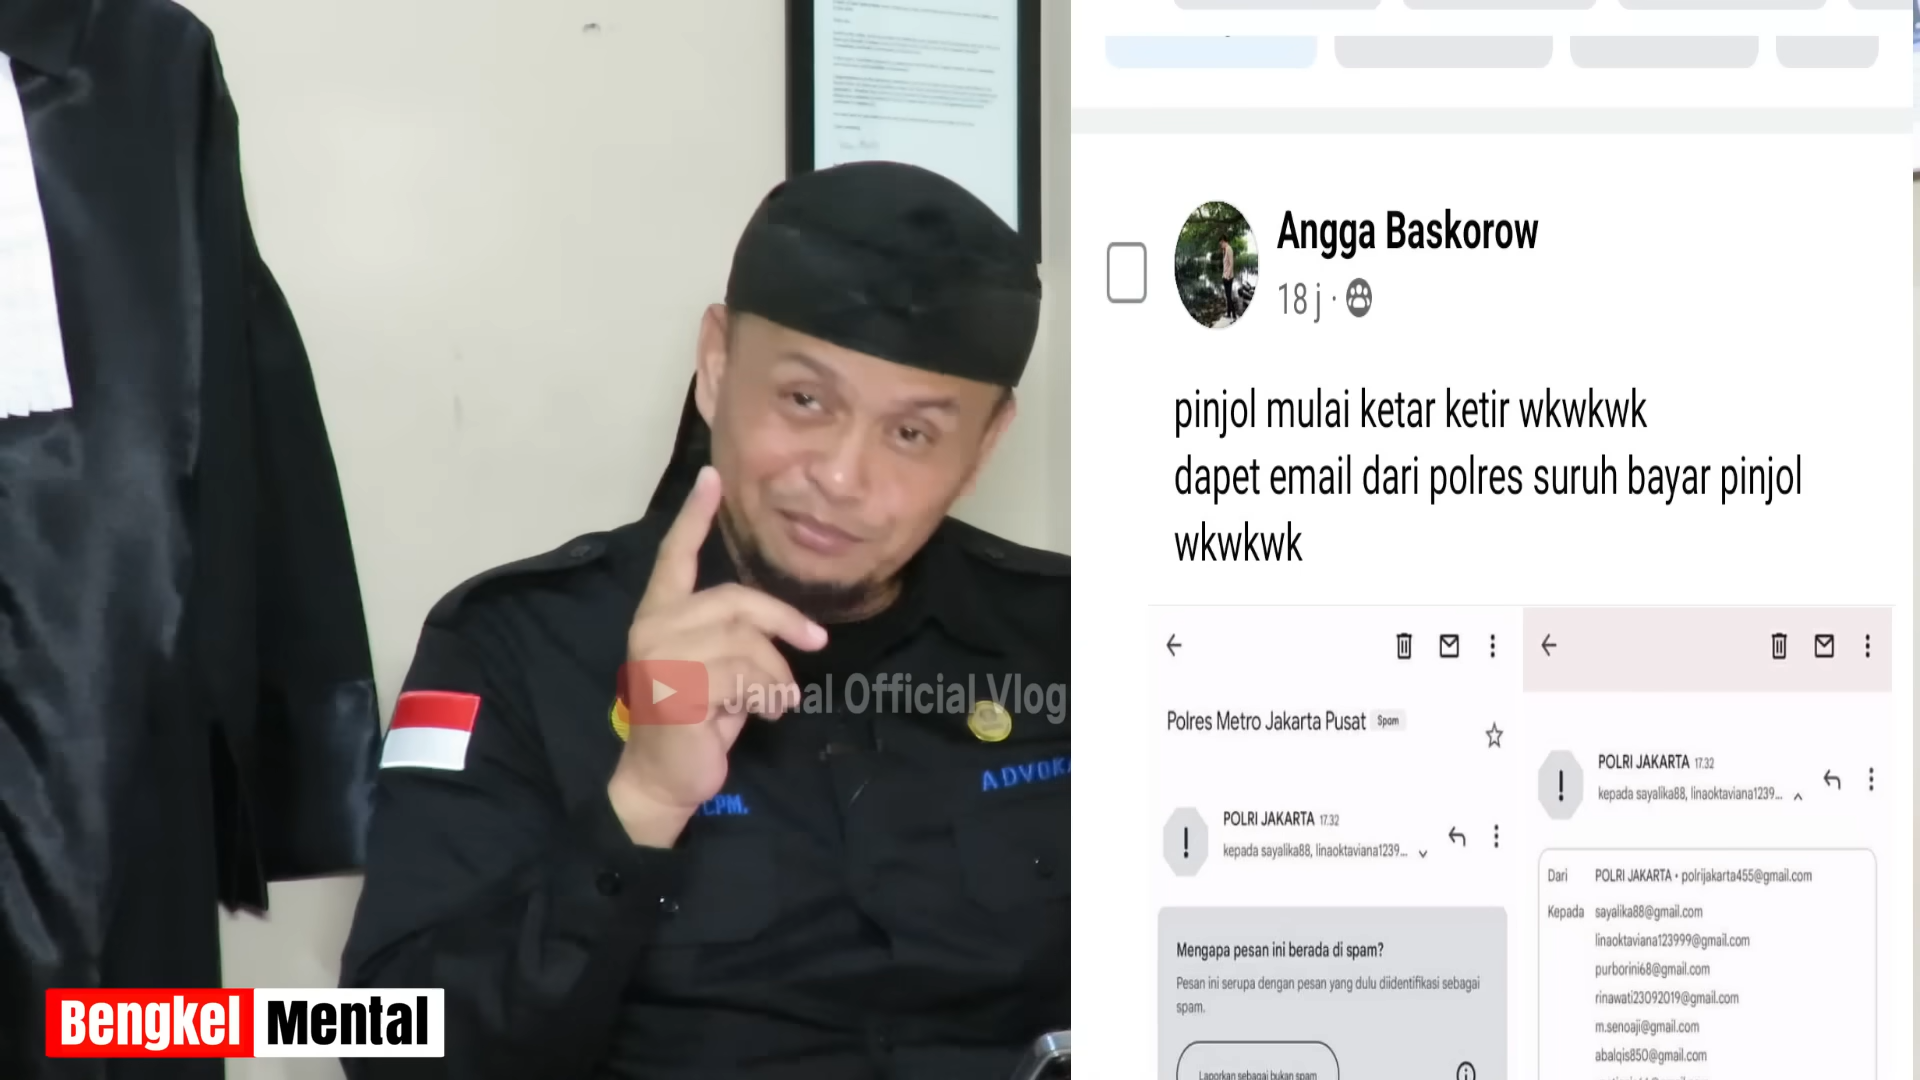 Angga Baskorow
18 j ·
pinjol mulai ketar ketir wkwkwk
dapet email dari polres suruh bayar pinjol
wkwkwk
Polres Metro Jakarta Pusat Spam
POLRI JAKARTA 17.32
kepada sayalika88, linaoktaviana1239...
Mengapa pesan ini berada di spam?
Pesan ini serupa dengan pesan yang dulu diidentifikasi sebagai
spam.
Laporkan sebagai bukan spam
POLRI JAKARTA 17.32
kepada sayalika88, linaoktaviana1239...
Dari POLRI JAKARTA • polrijakarta455@gmail.com
Kepada sayalika88@gmail.com
linaoktaviana123999@gmail.com
purborini68@gmail.com
rinawati23092019@gmail.com
m.senoaji@gmail.com
abalqis850@gmail.com
Jamal Official Vlog
ADVOKA
CPM.
Bengkel Mental